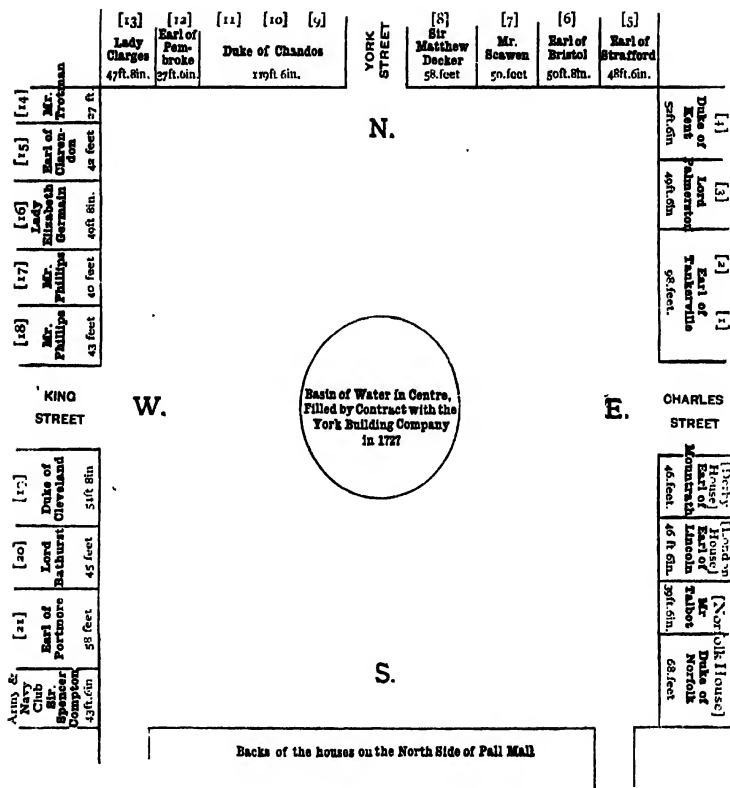 [13]
Lady
Clarges
47ft.8in.
[12]
Earl of
Pem-
broke
27ft.6in.
[11] [10] [9]
Duke of Chandos
119ft 6in.
YORK
STREET
[8]
Sir
Matthew
Decker
58.feet
[7]
Mr.
Scawen
50.feet
[6]
Earl of
Bristol
50ft.8in.
[5]
Earl of
Strafford
48ft.6in.
[14]
Mr.
Trotman
27 ft.
[15]
Earl of
Claren-
don
42 feet
[16]
Lady
Elizabeth
Germain
49ft 8in.
[17]
Mr.
Phillips
40 feet
[18]
Mr.
Phillips
43 feet
N.
[4]
Duke of
Kent
52ft.6in
[3]
Lord
Palmerston
49ft.6in
[2] [1]
Earl of
Tankerville
98.feet.
KING
STREET
W.
Basin of Water in Centre,
Filled by Contract with the
York Building Company
in 1727
E.
CHARLES
STREET
[19]
Duke of
Cleveland
51ft 8in
[20]
Lord
Bathurst
45 feet
[21]
Earl of
Portmore
58 feet
Army &
Navy
Club
Sir.
Spencer
Compton
43ft.6in
[Derby
House]
Earl of
Mountrath
46.feet.
[London
House]
Earl of
Lincoln
46 ft 6in.
[Norfolk House]
Mr
Talbot
39ft.6in.
Duke of
Norfolk
68.feet
S.
Backs of the houses on the North Side of Pall Mall